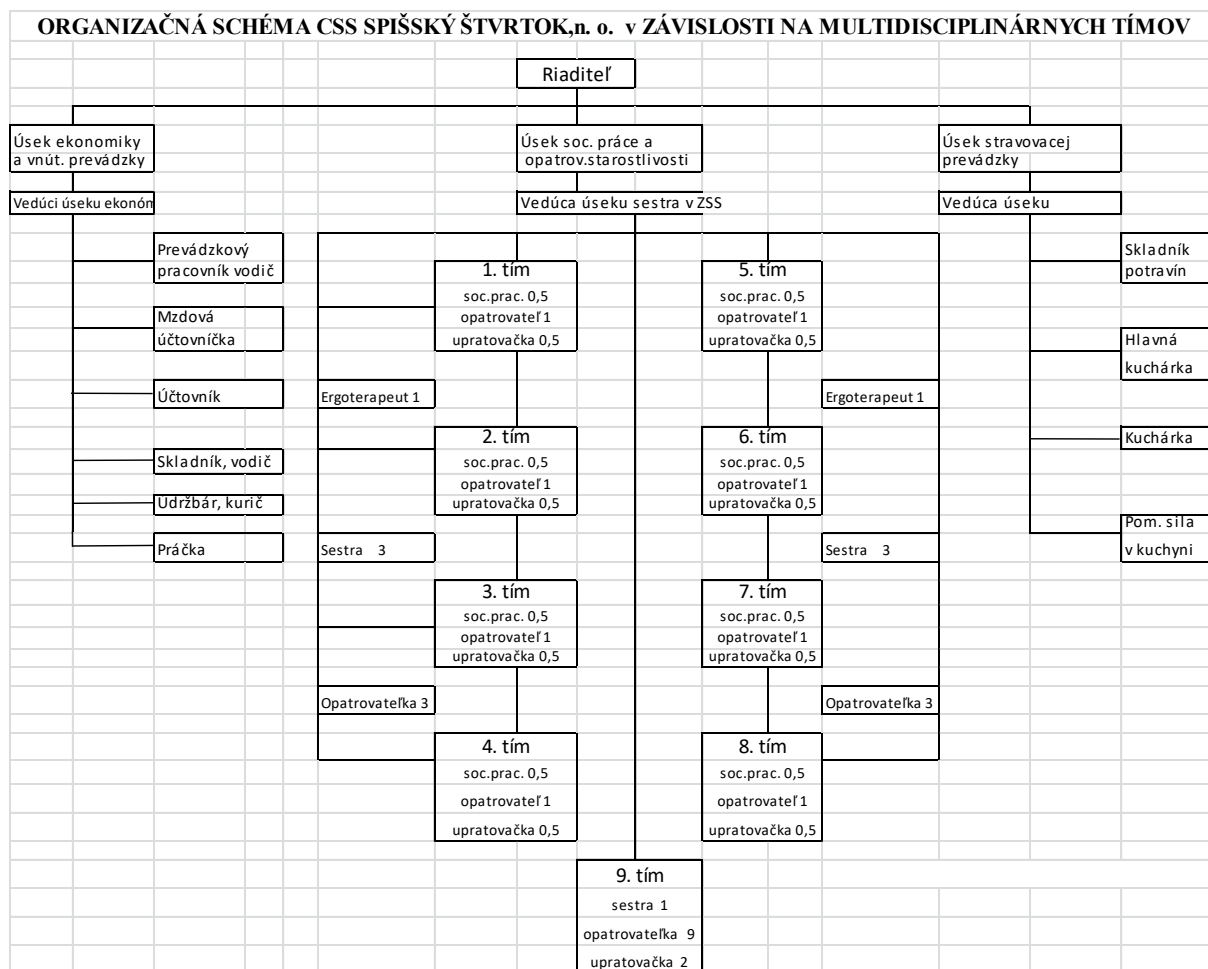 ORGANIZAČNÁ SCHÉMA CSS SPIŠSKÝ ŠTVRTOK,n. o. v ZÁVISLOSTI NA MULTIDISCIPLINÁRNYCH TÍMOV
Riaditeľ
Úsek ekonomiky
a vnút. prevádzky
Úsek soc. práce a
opatrov.starostlivosti
Úsek stravovacej
prevádzky
Vedúci úseku ekonóm
Vedúca úseku sestra v ZSS
Vedúca úseku
Prevádzkový
pracovník vodič
Mzdová
účtovníčka
Účtovník
Skladník, vodič
Udržbár, kurič
Práčka
Ergoterapeut 1
Sestra 3
Opatrovateľka 3
1. tím
soc.prac. 0,5
opatrovateľ 1
upratovačka 0,5
2. tím
soc.prac. 0,5
opatrovateľ 1
upratovačka 0,5
3. tím
soc.prac. 0,5
opatrovateľ 1
upratovačka 0,5
4. tím
soc.prac. 0,5
opatrovateľ 1
upratovačka 0,5
5. tím
soc.prac. 0,5
opatrovateľ 1
upratovačka 0,5
6. tím
soc.prac. 0,5
opatrovateľ 1
upratovačka 0,5
7. tím
soc.prac. 0,5
opatrovateľ 1
upratovačka 0,5
8. tím
soc.prac. 0,5
opatrovateľ 1
upratovačka 0,5
Ergoterapeut 1
Sestra 3
Opatrovateľka 3
Skladník
potravín
Hlavná
kuchárka
Kuchárka
Pom. sila
v kuchyni
9. tím
sestra 1
opatrovateľka 9
upratovačka 2